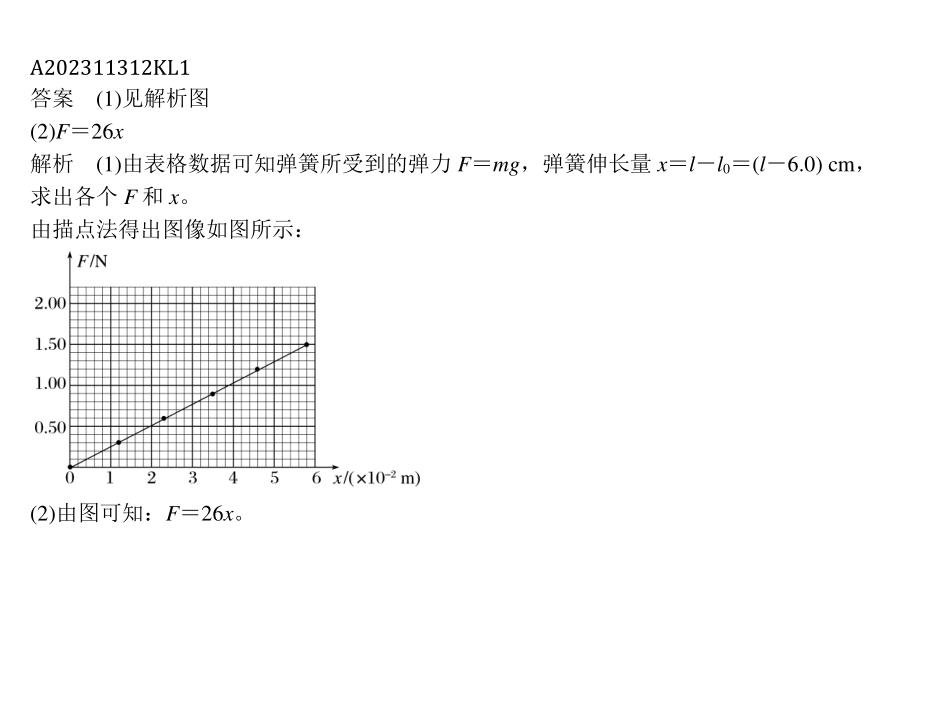 A202311312KL1
答案 (1)见解析图
(2)F＝26x
解析 (1)由表格数据可知弹簧所受到的弹力 F＝mg，弹簧伸长量 x＝l－l₀＝(l－6.0) cm，
求出各个 F 和 x。
由描点法得出图像如图所示：
F/N
2.00
1.50
1.00
0.50
0 1 2 3 4 5 6 x/(×10⁻² m)
(2)由图可知：F＝26x。